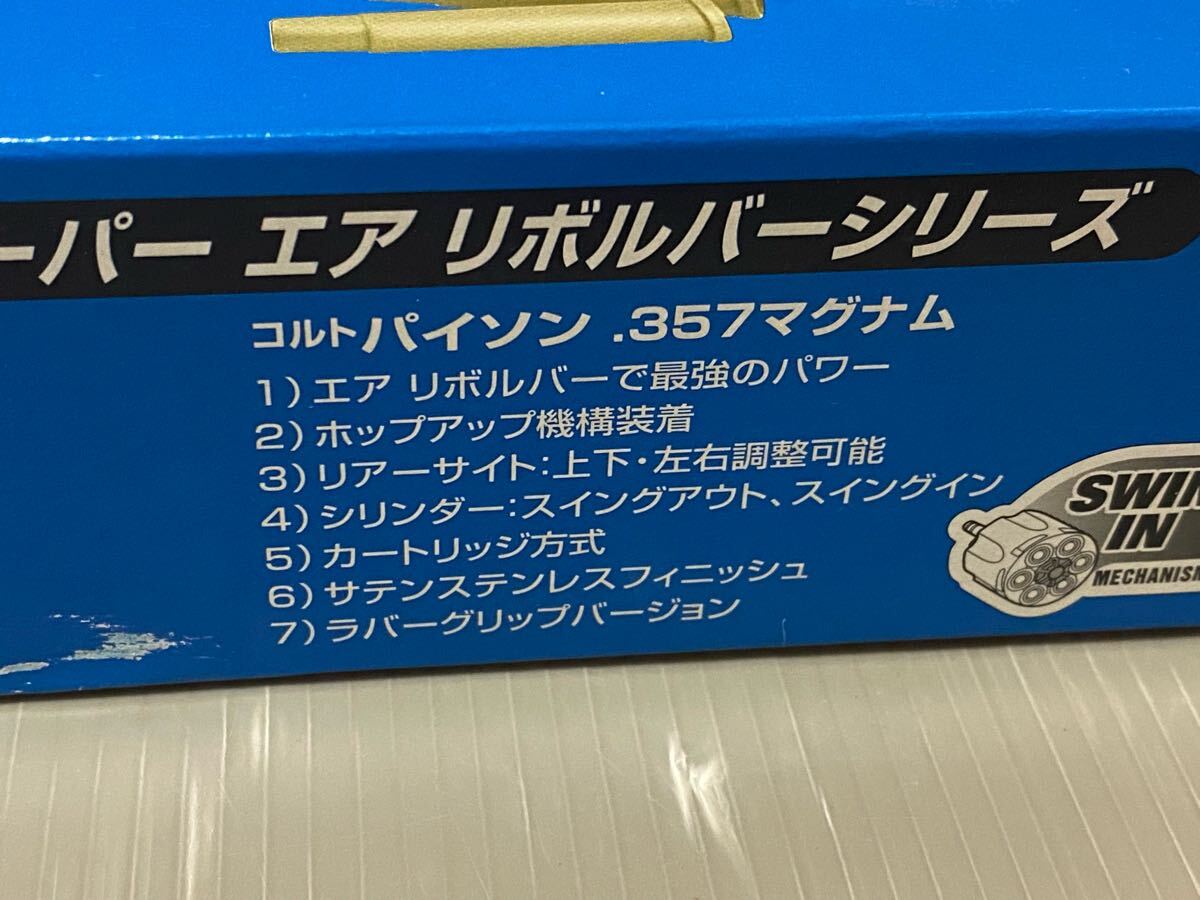 ーパー エア リボルバーシリーズ
コルトパイソン .357マグナム
1)エア リボルバーで最強のパワー
2)ホップアップ機構装着
3)リアーサイト:上下・左右調整可能
4)シリンダー:スイングアウト、スイングイン
5)カートリッジ方式
6)サテンステンレスフィニッシュ
7)ラバーグリップバージョン
IN
MECHANISM